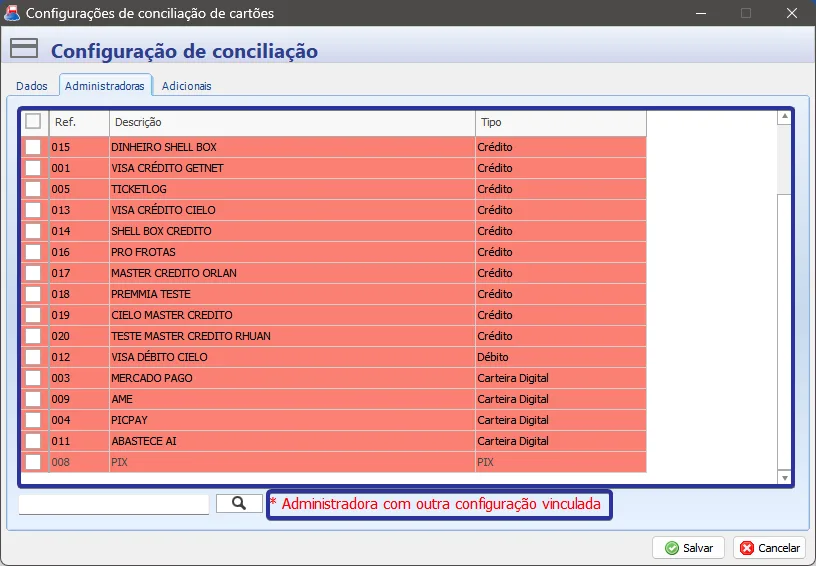 Configurações de conciliação de cartões
Configuração de conciliação
Dados Administradoras Adicionais
Ref. Descrição Tipo
015 DINHEIRO SHELL BOX Crédito
001 VISA CRÉDITO GETNET Crédito
005 TICKETLOG Crédito
013 VISA CRÉDITO CIELO Crédito
014 SHELL BOX CREDITO Crédito
016 PRO FROTAS Crédito
017 MASTER CREDITO ORLAN Crédito
018 PREMMIA TESTE Crédito
019 CIELO MASTER CREDITO Crédito
020 TESTE MASTER CREDITO RHUAN Crédito
012 VISA DÉBITO CIELO Débito
003 MERCADO PAGO Carteira Digital
009 AME Carteira Digital
004 PICPAY Carteira Digital
011 ABASTECE AI Carteira Digital
008 PIX PIX
* Administradora com outra configuração vinculada
Salvar Cancelar